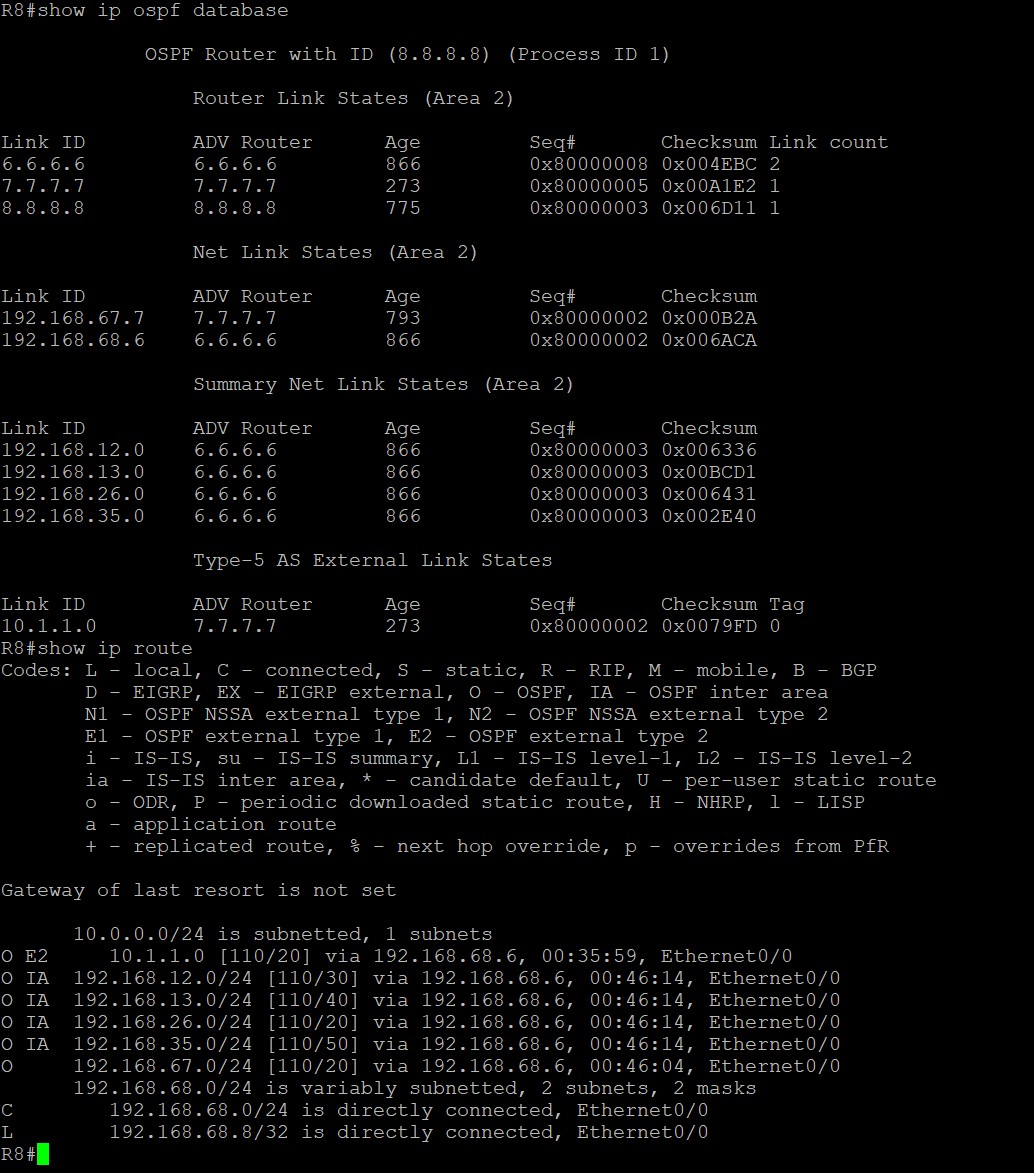 R8#show ip ospf database
OSPF Router with ID (8.8.8.8) (Process ID 1)
Router Link States (Area 2)
Link ID ADV Router Age Seq# Checksum Link count
6.6.6.6 6.6.6.6 866 0x80000008 0x004EBC 2
7.7.7.7 7.7.7.7 273 0x80000005 0x00A1E2 1
8.8.8.8 8.8.8.8 775 0x80000003 0x006D11 1
Net Link States (Area 2)
Link ID ADV Router Age Seq# Checksum
192.168.67.7 7.7.7.7 793 0x80000002 0x000B2A
192.168.68.6 6.6.6.6 866 0x80000002 0x006ACA
Summary Net Link States (Area 2)
Link ID ADV Router Age Seq# Checksum
192.168.12.0 6.6.6.6 866 0x80000003 0x006336
192.168.13.0 6.6.6.6 866 0x80000003 0x00BCD1
192.168.26.0 6.6.6.6 866 0x80000003 0x006431
192.168.35.0 6.6.6.6 866 0x80000003 0x002E40
Type-5 AS External Link States
Link ID ADV Router Age Seq# Checksum Tag
10.1.1.0 7.7.7.7 273 0x80000002 0x0079FD 0
R8#show ip route
Codes: L - local, C - connected, S - static, R - RIP, M - mobile, B - BGP
D - EIGRP, EX - EIGRP external, O - OSPF, IA - OSPF inter area
N1 - OSPF NSSA external type 1, N2 - OSPF NSSA external type 2
E1 - OSPF external type 1, E2 - OSPF external type 2
i - IS-IS, su - IS-IS summary, L1 - IS-IS level-1, L2 - IS-IS level-2
ia - IS-IS inter area, * - candidate default, U - per-user static route
o - ODR, P - periodic downloaded static route, H - NHRP, l - LISP
a - application route
+ - replicated route, % - next hop override, p - overrides from PfR
Gateway of last resort is not set
10.0.0.0/24 is subnetted, 1 subnets
O E2 10.1.1.0 [110/20] via 192.168.68.6, 00:35:59, Ethernet0/0
O IA 192.168.12.0/24 [110/30] via 192.168.68.6, 00:46:14, Ethernet0/0
O IA 192.168.13.0/24 [110/40] via 192.168.68.6, 00:46:14, Ethernet0/0
O IA 192.168.26.0/24 [110/20] via 192.168.68.6, 00:46:14, Ethernet0/0
O IA 192.168.35.0/24 [110/50] via 192.168.68.6, 00:46:14, Ethernet0/0
O 192.168.67.0/24 [110/20] via 192.168.68.6, 00:46:04, Ethernet0/0
192.168.68.0/24 is variably subnetted, 2 subnets, 2 masks
C 192.168.68.0/24 is directly connected, Ethernet0/0
L 192.168.68.8/32 is directly connected, Ethernet0/0
R8#